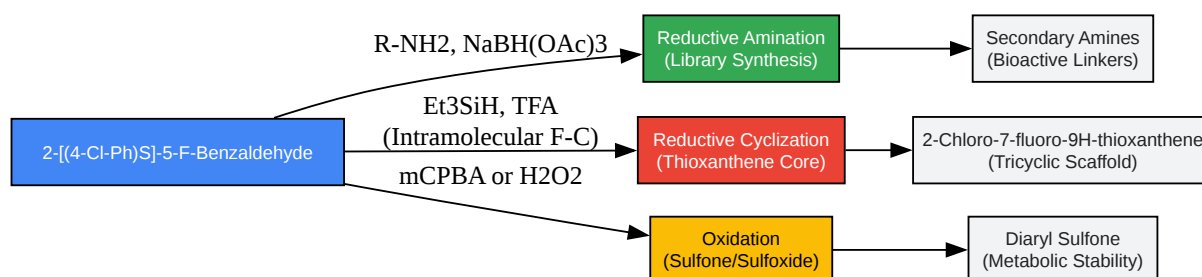 R-NH2, NaBH(OAc)3
Reductive Amination
(Library Synthesis)
Secondary Amines
(Bioactive Linkers)
2-[(4-Cl-Ph)S]-5-F-Benzaldehyde
Et3SiH, TFA
(Intramolecular F-C)
Reductive Cyclization
(Thioxanthene Core)
2-Chloro-7-fluoro-9H-thioxanthene
(Tricyclic Scaffold)
mCPBA or H2O2
Oxidation
(Sulfone/Sulfoxide)
Diaryl Sulfone
(Metabolic Stability)